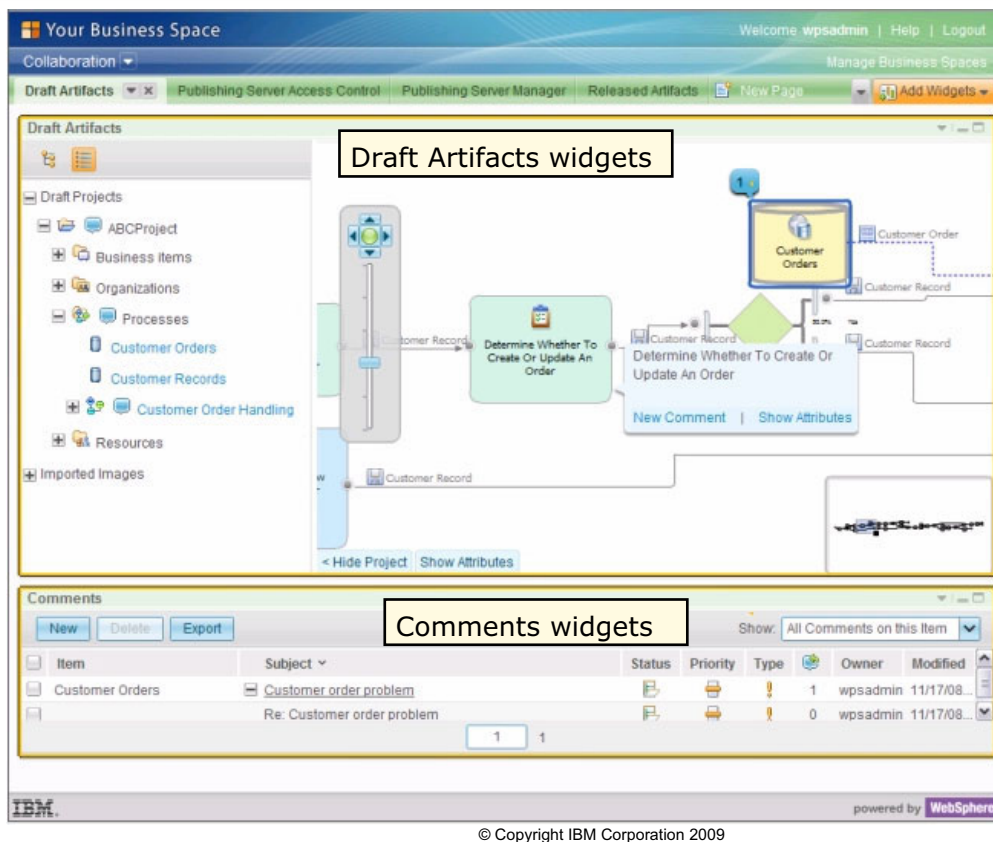 Your Business Space
Welcome wpsadmin | Help | Logout
Collaboration
Manage Business Spaces
Draft Artifacts
Publishing Server Access Control
Publishing Server Manager
Released Artifacts
New Page
Add Widgets
Draft Artifacts
Draft Artifacts widgets
Draft Projects
ABCProject
Business items
Organizations
Processes
Customer Orders
Customer Records
Customer Order Handling
Resources
Imported Images
1
Customer
Orders
Customer Order
Customer Record
Customer Record
Customer Record
Determine Whether To
Create Or Update An
Order
Customer Record
Determine Whether To Create Or
Update An Order
New Comment | Show Attributes
Customer Record
< Hide Project
Show Attributes
Comments
Comments widgets
New
Delete
Export
Show: All Comments on this Item
Item Subject Status Priority Type Owner Modified
Customer Orders Customer order problem 1 wpsadmin 11/17/08...
Re: Customer order problem 0 wpsadmin 11/17/08...
1 1
IBM.
powered by WebSphere
© Copyright IBM Corporation 2009